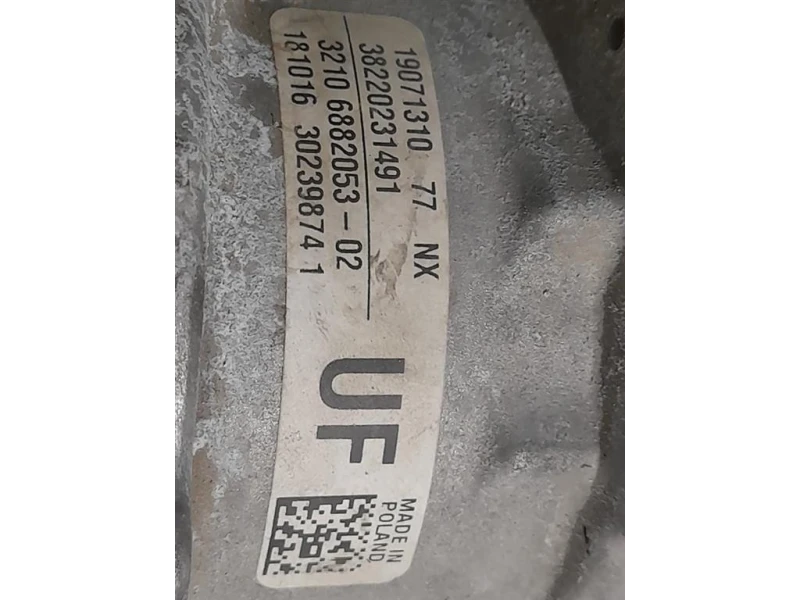 19071310 77 NX
38220231491
3210 6882053-02
181016 30239874 1
UF
MADE IN
POLAND